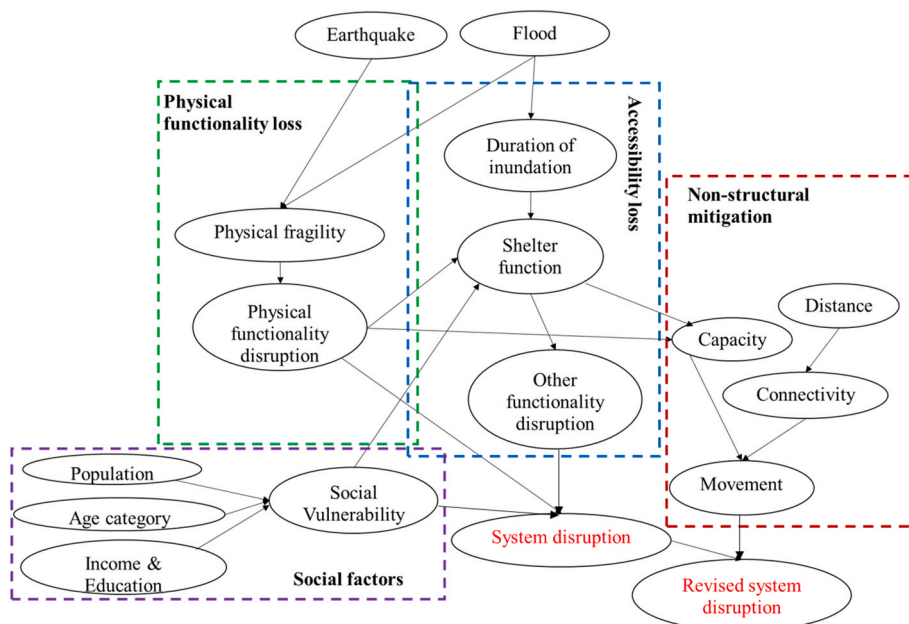 Earthquake
Flood
Physical
functionality loss
Accessibility loss
Duration of
inundation
Non-structural
mitigation
Physical fragility
Shelter
function
Distance
Physical
functionality
disruption
Capacity
Other
functionality
disruption
Connectivity
Population
Age category
Income &
Education
Social
Vulnerability
Social factors
Movement
System disruption
Revised system
disruption